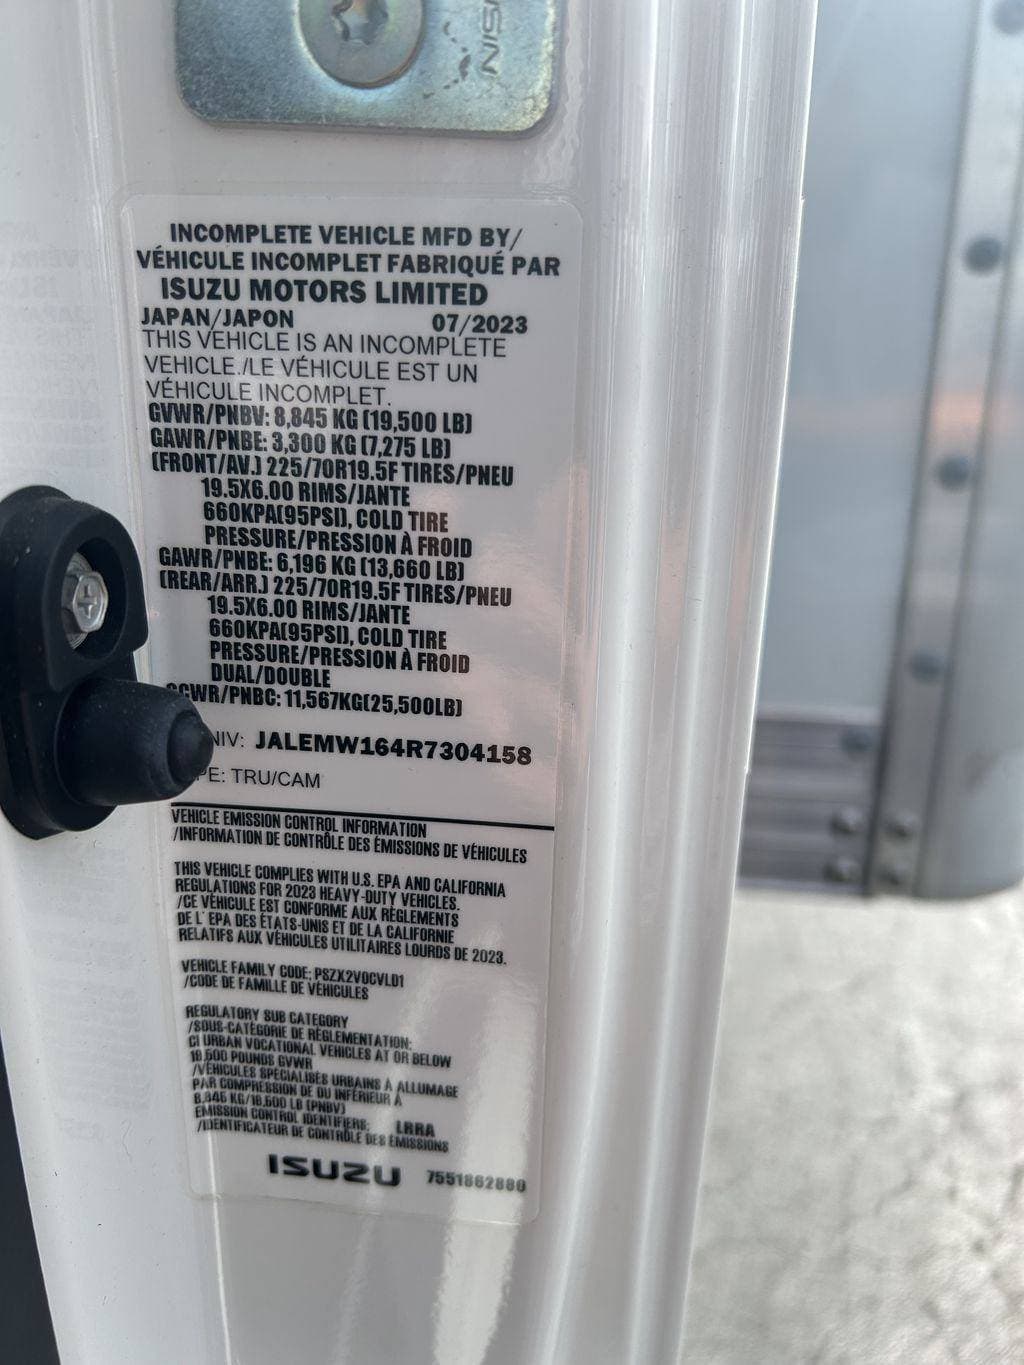 INCOMPLETE VEHICLE MFD BY/
VÉHICULE INCOMPLET FABRIQUÉ PAR
ISUZU MOTORS LIMITED
JAPAN/JAPON 07/2023
THIS VEHICLE IS AN INCOMPLETE
VEHICLE./LE VÉHICULE EST UN
VÉHICULE INCOMPLET.
GVWR/PNBV: 8,845 KG (19,500 LB)
GAWR/PNBE: 3,300 KG (7,275 LB)
(FRONT/AV.) 225/70R19.5F TIRES/PNEU
19.5X6.00 RIMS/JANTE
660KPA(95PSI), COLD TIRE
PRESSURE/PRESSION À FROID
GAWR/PNBE: 6,196 KG (13,660 LB)
(REAR/ARR.) 225/70R19.5F TIRES/PNEU
19.5X6.00 RIMS/JANTE
660KPA(95PSI), COLD TIRE
PRESSURE/PRESSION À FROID
DUAL/DOUBLE
GCWR/PNBC: 11,567KG(25,500LB)
NIV: JALEMW164R7304158
PE: TRU/CAM
VEHICLE EMISSION CONTROL INFORMATION
/INFORMATION DE CONTRÔLE DES ÉMISSIONS DE VÉHICULES
THIS VEHICLE COMPLIES WITH U.S. EPA AND CALIFORNIA
REGULATIONS FOR 2023 HEAVY-DUTY VEHICLES.
/CE VÉHICULE EST CONFORME AUX RÈGLEMENTS
DE L' EPA DES ÉTATS-UNIS ET DE LA CALIFORNIE
RELATIFS AUX VÉHICULES UTILITAIRES LOURDS DE 2023.
VEHICLE FAMILY CODE: PSZX2VOCVLD1
/CODE DE FAMILLE DE VÉHICULES
REGULATORY SUB CATEGORY
/SOUS-CATÉGORIE DE RÈGLEMENTATION:
CI URBAN VOCATIONAL VEHICLES AT OR BELOW
19,500 POUNDS GVWR
/VÉHICULES SPÉCIALISÉS URBAINS À ALLUMAGE
PAR COMPRESSION DE OU INFÉRIEUR À
8,845 KG/19,500 LB (PNBV)
EMISSION CONTROL IDENTIFIERS: LRRA
/IDENTIFICATEUR DE CONTRÔLE DES ÉMISSIONS
ISUZU 7551862880